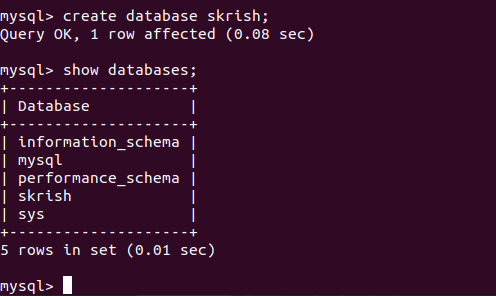 mysql> create database skrish;
Query OK, 1 row affected (0.08 sec)
mysql> show databases;
+--------------------+
| Database           |
+--------------------+
| information_schema |
| mysql              |
| performance_schema |
| skrish             |
| sys                |
+--------------------+
5 rows in set (0.01 sec)
mysql>